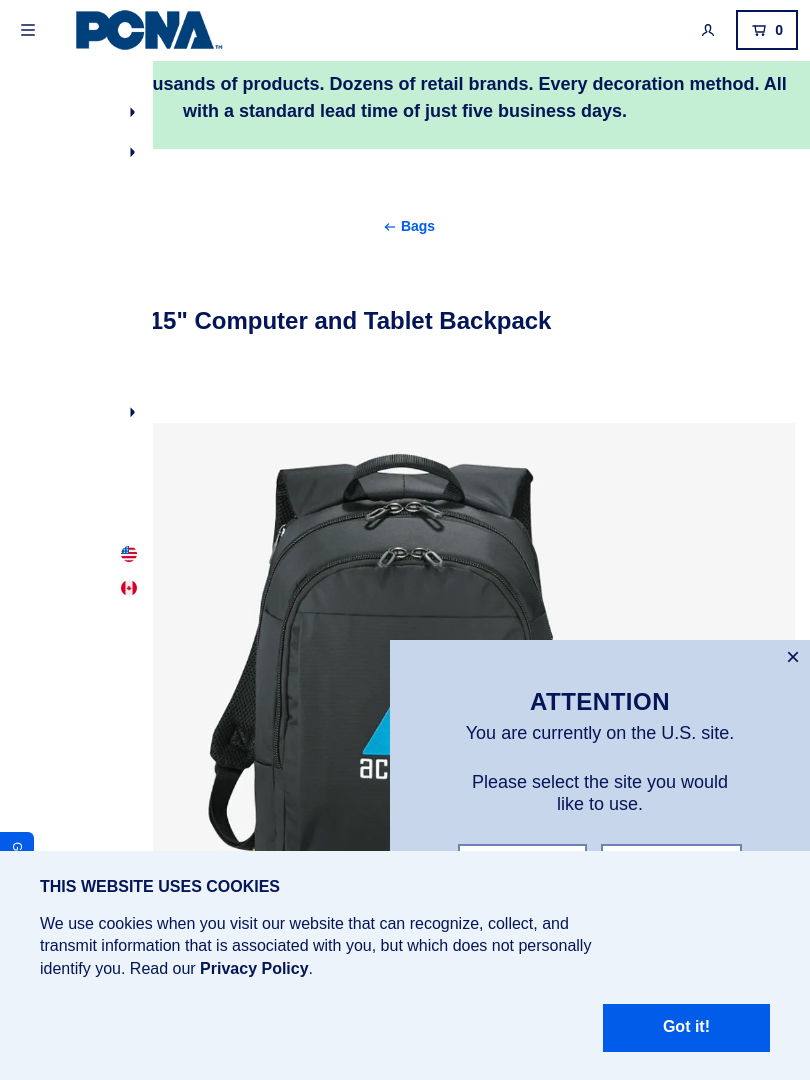 PCNA™
0
usands of products. Dozens of retail brands. Every decoration method. All
with a standard lead time of just five business days.
← Bags
15" Computer and Tablet Backpack
ac
×
ATTENTION
You are currently on the U.S. site.
Please select the site you would
like to use.
G
THIS WEBSITE USES COOKIES
We use cookies when you visit our website that can recognize, collect, and
transmit information that is associated with you, but which does not personally
identify you. Read our Privacy Policy.
Got it!